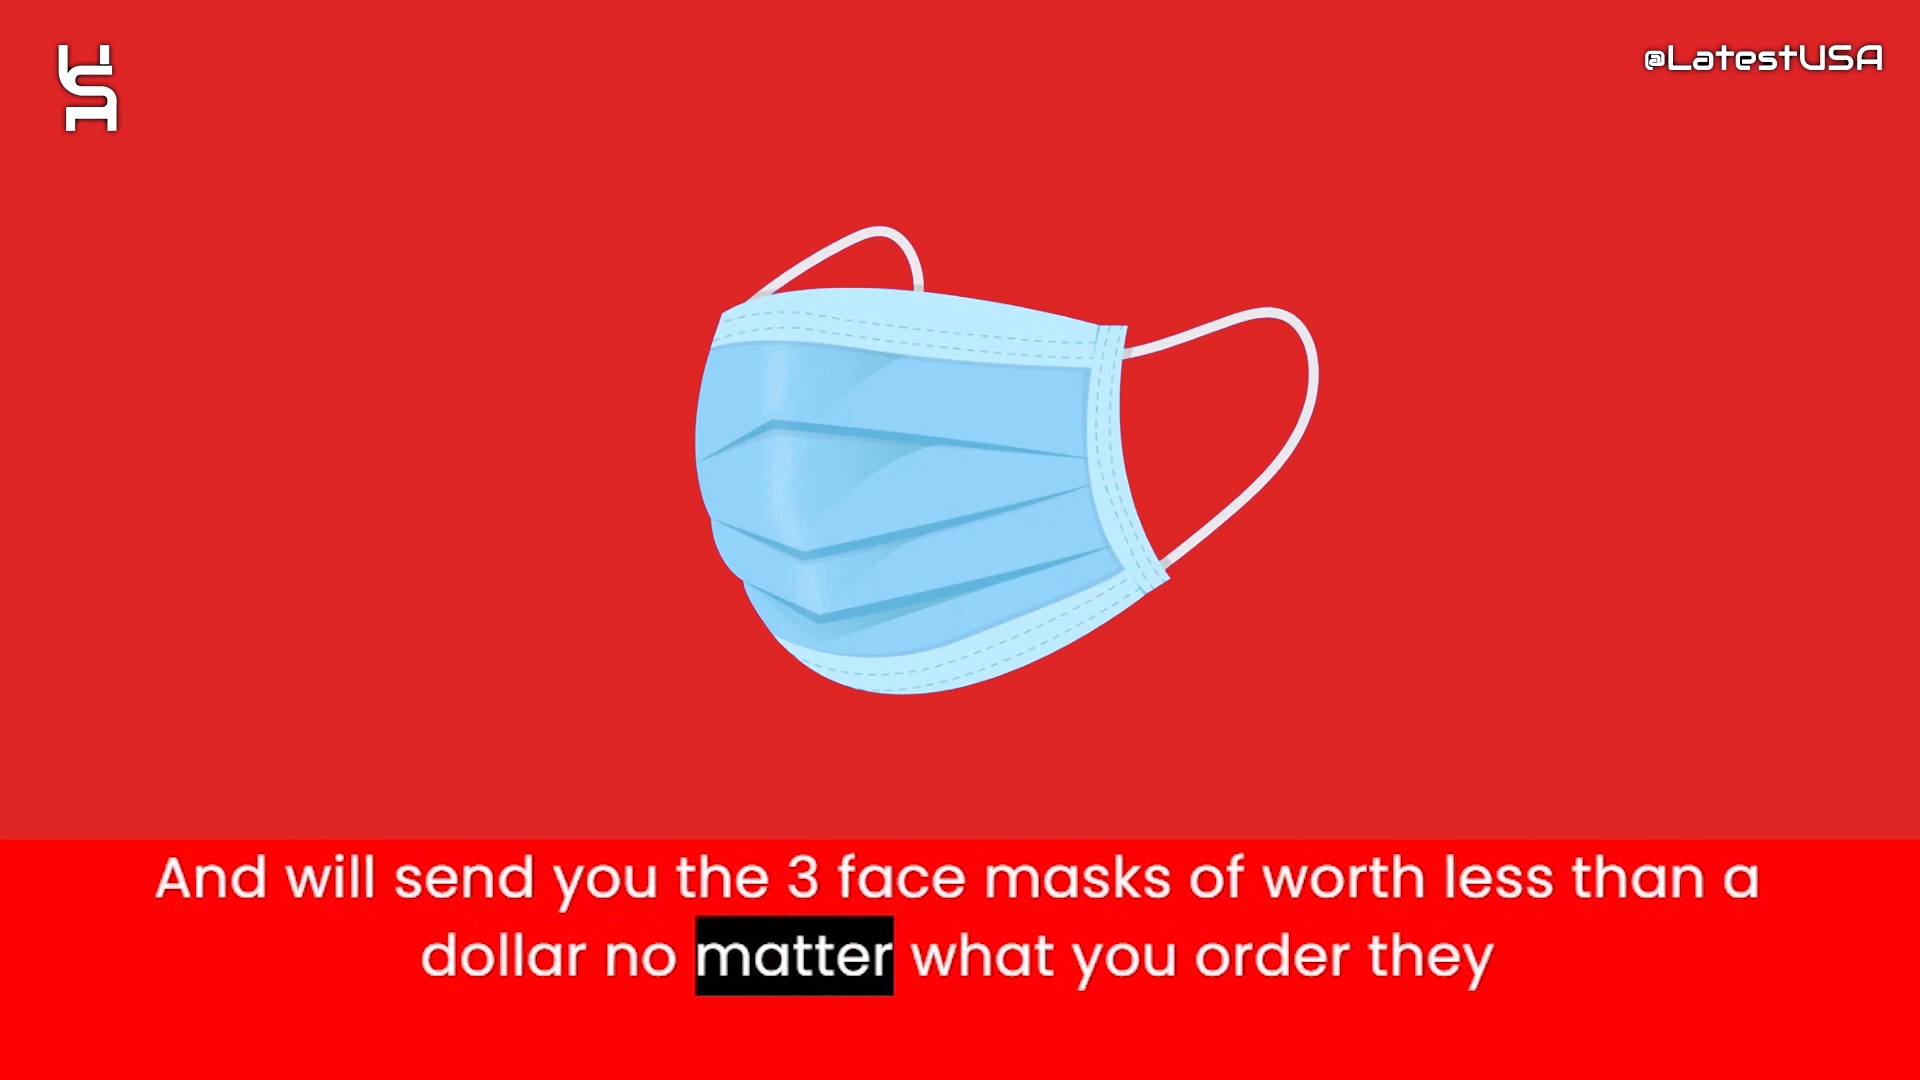 USA
@LatestUSA
And will send you the 3 face masks of worth less than a
dollar no matter what you order they